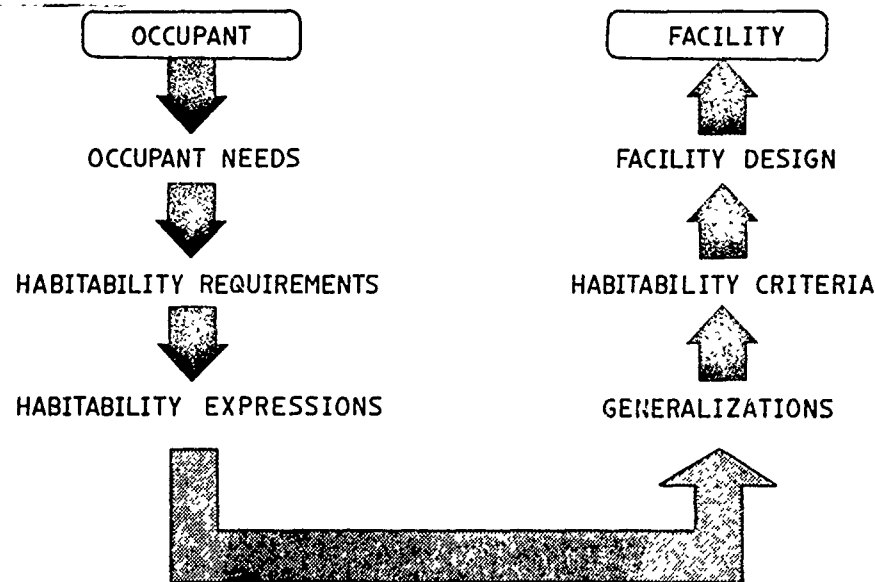 OCCUPANT
OCCUPANT NEEDS
HABITABILITY REQUIREMENTS
HABITABILITY EXPRESSIONS
GENERALIZATIONS
HABITABILITY CRITERIA
FACILITY DESIGN
FACILITY